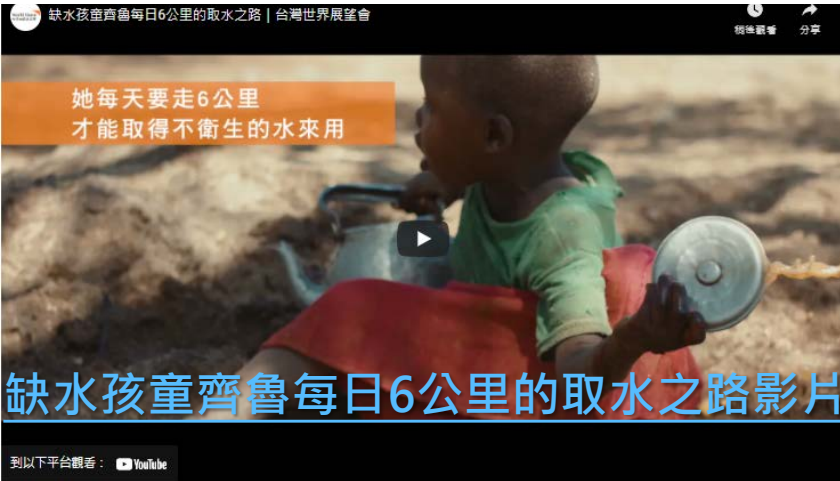 缺水孩童齊魯每日6公里的取水之路 | 台灣世界展望會
稍後觀看
分享
她每天要走6公里
才能取得不衛生的水來用
缺水孩童齊魯每日6公里的取水之路影片
到以下平台觀看：
YouTube